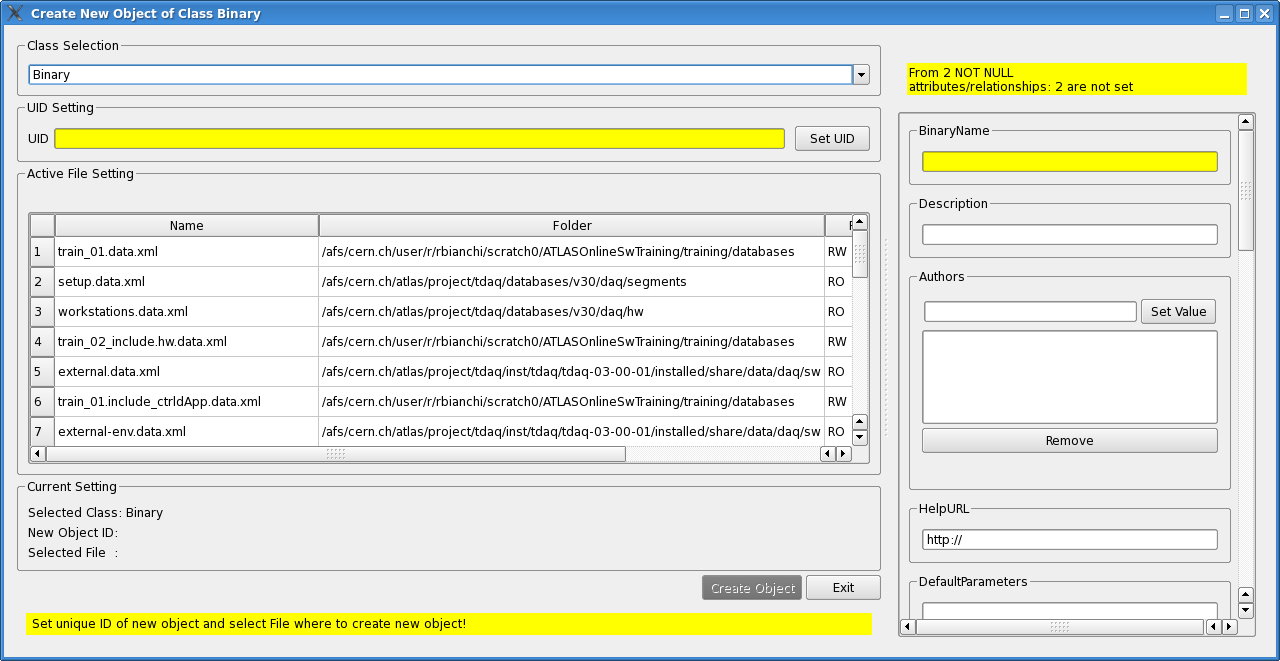 Create New Object of Class Binary
Class Selection
Binary
UID Setting
UID
Set UID
Active File Setting
Name Folder
1 train_01.data.xml /afs/cern.ch/user/r/rbianchi/scratch0/ATLASOnlineSwTraining/training/databases RW
2 setup.data.xml /afs/cern.ch/atlas/project/tdaq/databases/v30/daq/segments RO
3 workstations.data.xml /afs/cern.ch/atlas/project/tdaq/databases/v30/daq/hw RO
4 train_02_include.hw.data.xml /afs/cern.ch/user/r/rbianchi/scratch0/ATLASOnlineSwTraining/training/databases RW
5 external.data.xml /afs/cern.ch/atlas/project/tdaq/inst/tdaq/tdaq-03-00-01/installed/share/data/daq/sw RO
6 train_01.include_ctrldApp.data.xml /afs/cern.ch/user/r/rbianchi/scratch0/ATLASOnlineSwTraining/training/databases RW
7 external-env.data.xml /afs/cern.ch/atlas/project/tdaq/inst/tdaq/tdaq-03-00-01/installed/share/data/daq/sw RO
Current Setting
Selected Class: Binary
New Object ID:
Selected File :
Create Object Exit
Set unique ID of new object and select File where to create new object!
From 2 NOT NULL
attributes/relationships: 2 are not set
BinaryName
Description
Authors
Set Value
Remove
HelpURL
http://
DefaultParameters